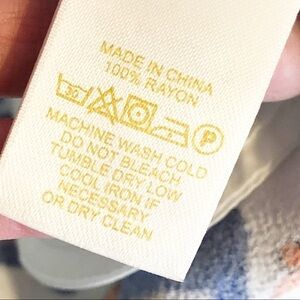 MADE IN CHINA
100% RAYON
30 P
MACHINE WASH COLD
DO NOT BLEACH
TUMBLE DRY LOW
COOL IRON IF
NECESSARY
OR DRY CLEAN